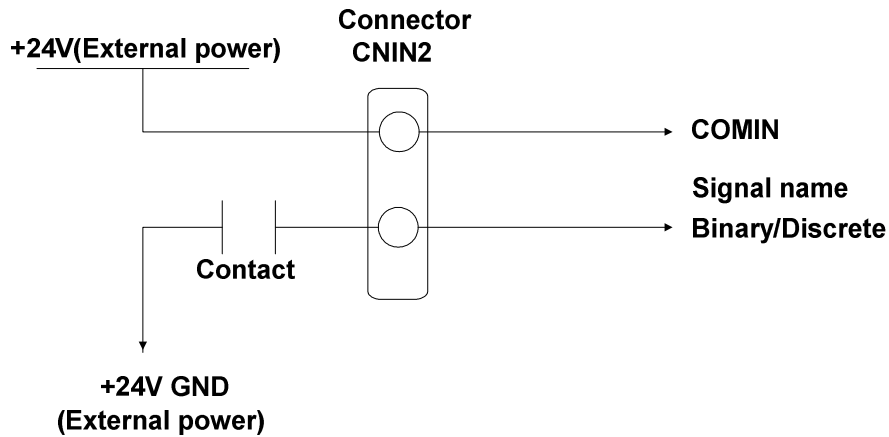 Connector
CNIN2
+24V(External power)
COMIN
Signal name
Binary/Discrete
Contact
+24V GND
(External power)